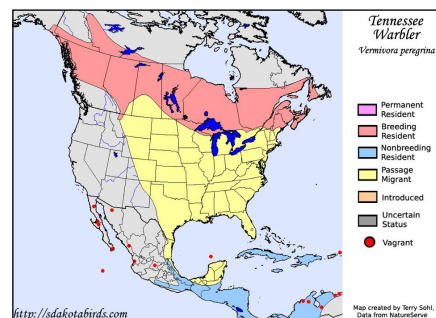 Tennessee
Warbler
Vermivora peregrina
Permanent
Resident
Breeding
Resident
Nonbreeding
Resident
Passage
Migrant
Introduced
Uncertain
Status
Vagrant
http://sdakotabirds.com
Map created by Terry Sohl,
Data from NatureServe